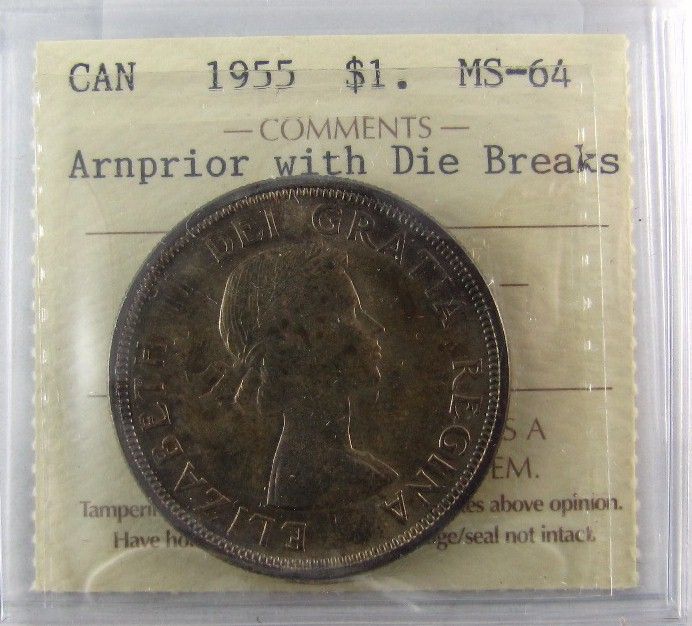 CAN 1955 $1. MS-64
— COMMENTS —
Arnprior with Die Breaks
ELIZABETH II DEI GRATIA REGINA
S A
EM.
Tamperi es above opinion.
Have ho ge/seal not intact.